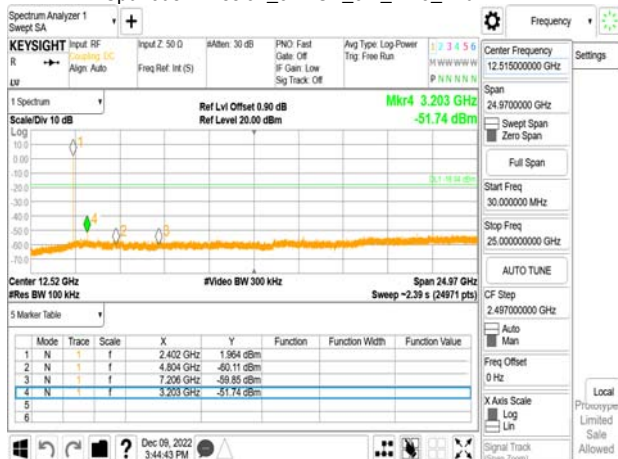 Spectrum Analyzer 1
Swept SA
Frequency
Settings
KEYSIGHT Input: RF Input Z: 50 Ω #Atten: 30 dB PNO: Fast Avg Type: Log-Power 1 2 3 4 5 6
R Coupling: DC Gate: Off Trig: Free Run M W W W W W
Align: Auto Freq Ref: Int (S) IF Gain: Low
Sig Track: Off P N N N N N
LW
1 Spectrum
Scale/Div 10 dB
Ref Lvl Offset 0.90 dB
Ref Level 20.00 dBm
Mkr4 3.203 GHz
-51.74 dBm
Log
10.0
0.00
-10.0
-20.0
-30.0
-40.0
-50.0
-60.0
-70.0
1
4
2
3
Center 12.52 GHz #Video BW 300 kHz Span 24.97 GHz
#Res BW 100 kHz Sweep ~2.39 s (24971 pts)
5 Marker Table
Mode Trace Scale X Y Function Function Width Function Value
1 N 1 f 2.402 GHz 1.964 dBm
2 N 1 f 4.804 GHz -60.11 dBm
3 N 1 f 7.206 GHz -59.85 dBm
4 N 1 f 3.203 GHz -51.74 dBm
5
6
Dec 09, 2022
3:44:43 PM
Center Frequency
12.515000000 GHz
Span
24.9700000 GHz
Swept Span
Zero Span
Full Span
Start Freq
30.000000 MHz
Stop Freq
25.000000000 GHz
AUTO TUNE
CF Step
2.497000000 GHz
Auto
Man
Freq Offset
0 Hz
X Axis Scale
Log
Lin
Signal Track
(Span Zoom)
Local
Prototype
Limited
Sale
Allowed